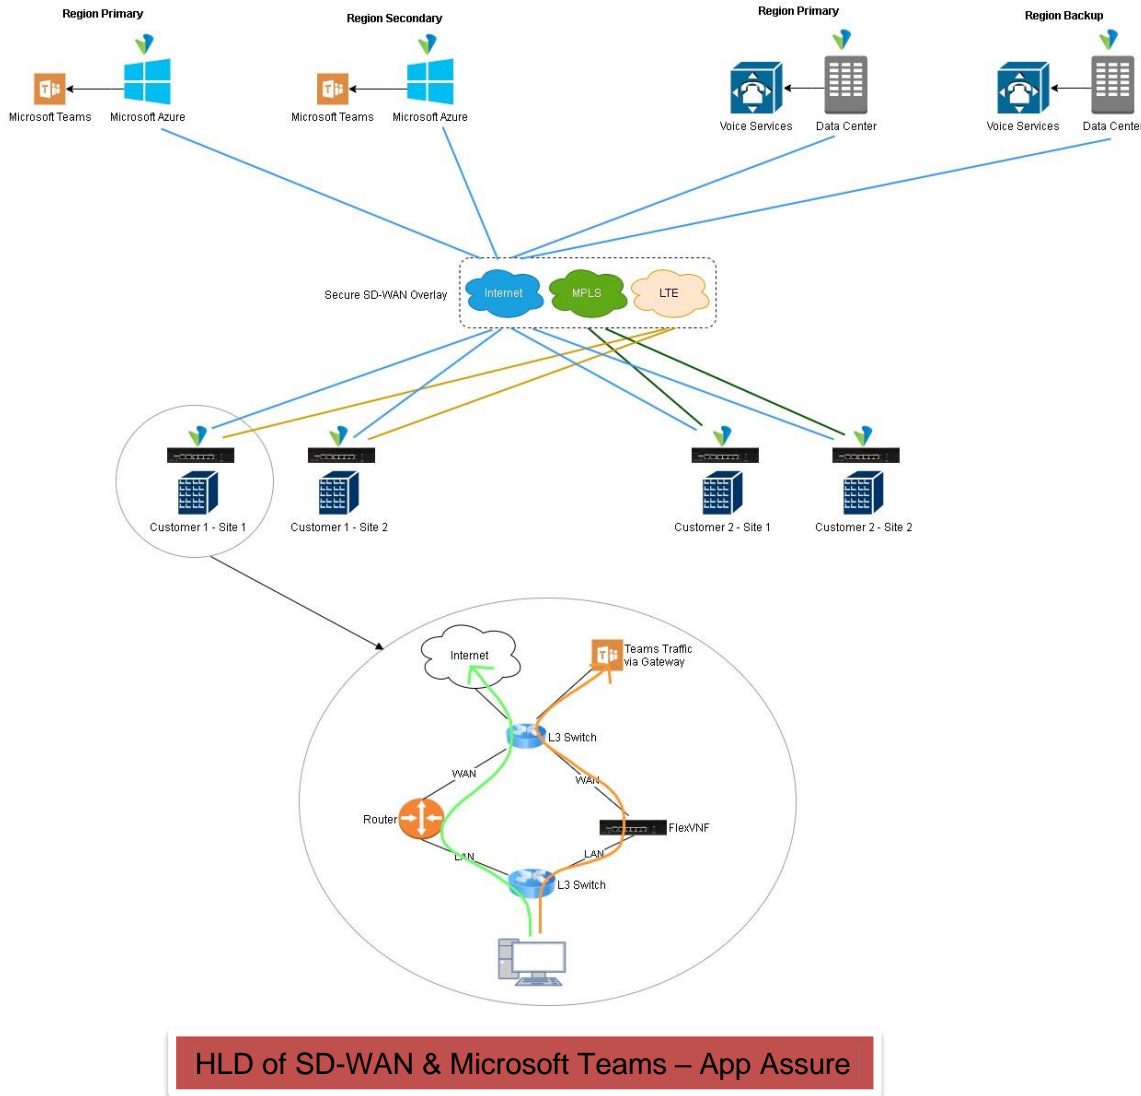 Region Primary
Region Secondary
Region Primary
Region Backup
Microsoft Teams
Microsoft Azure
Microsoft Teams
Microsoft Azure
Voice Services
Data Center
Voice Services
Data Center
Secure SD-WAN Overlay
Internet
MPLS
LTE
Customer 1 - Site 1
Customer 1 - Site 2
Customer 2 - Site 1
Customer 2 - Site 2
Internet
Teams Traffic
via Gateway
L3 Switch
WAN
WAN
Router
FlexVNF
LAN
LAN
L3 Switch
HLD of SD-WAN & Microsoft Teams – App Assure